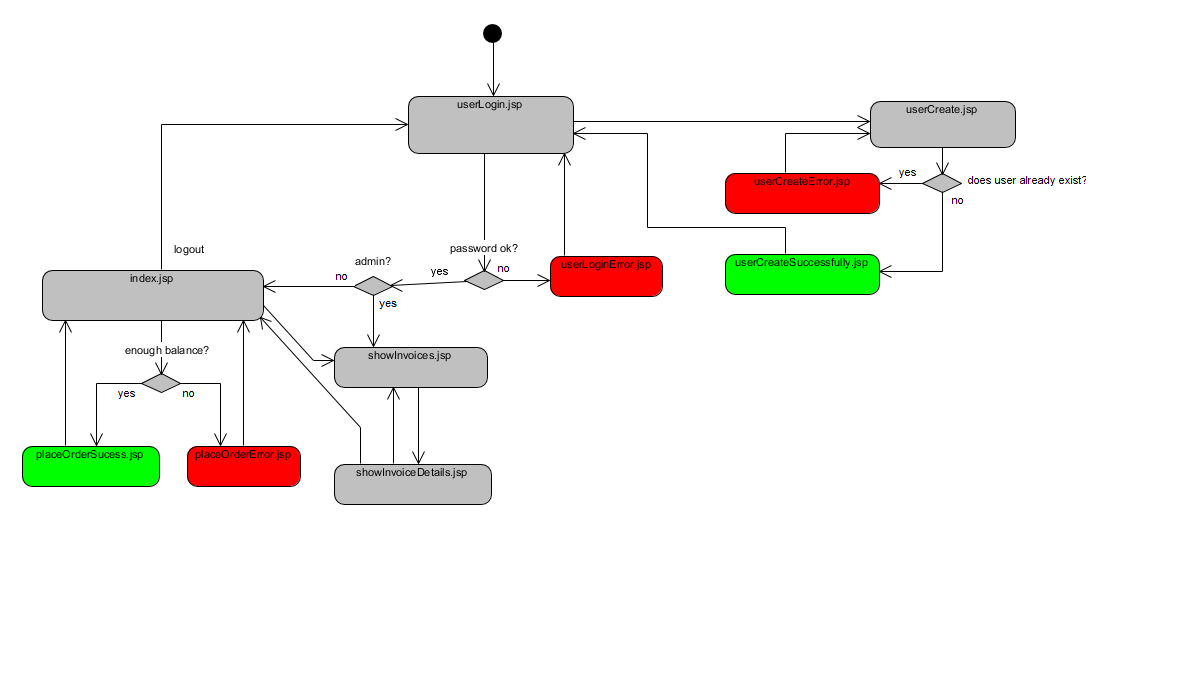 userLogin.jsp
userCreate.jsp
yes
does user already exist?
userCreateError.jsp
no
logout
password ok?
admin?
userCreateSuccessfully.jsp
userLoginError.jsp
no
yes
no
index.jsp
yes
enough balance?
showInvoices.jsp
yes
no
placeOrderSucess.jsp
placeOrderError.jsp
showInvoiceDetails.jsp